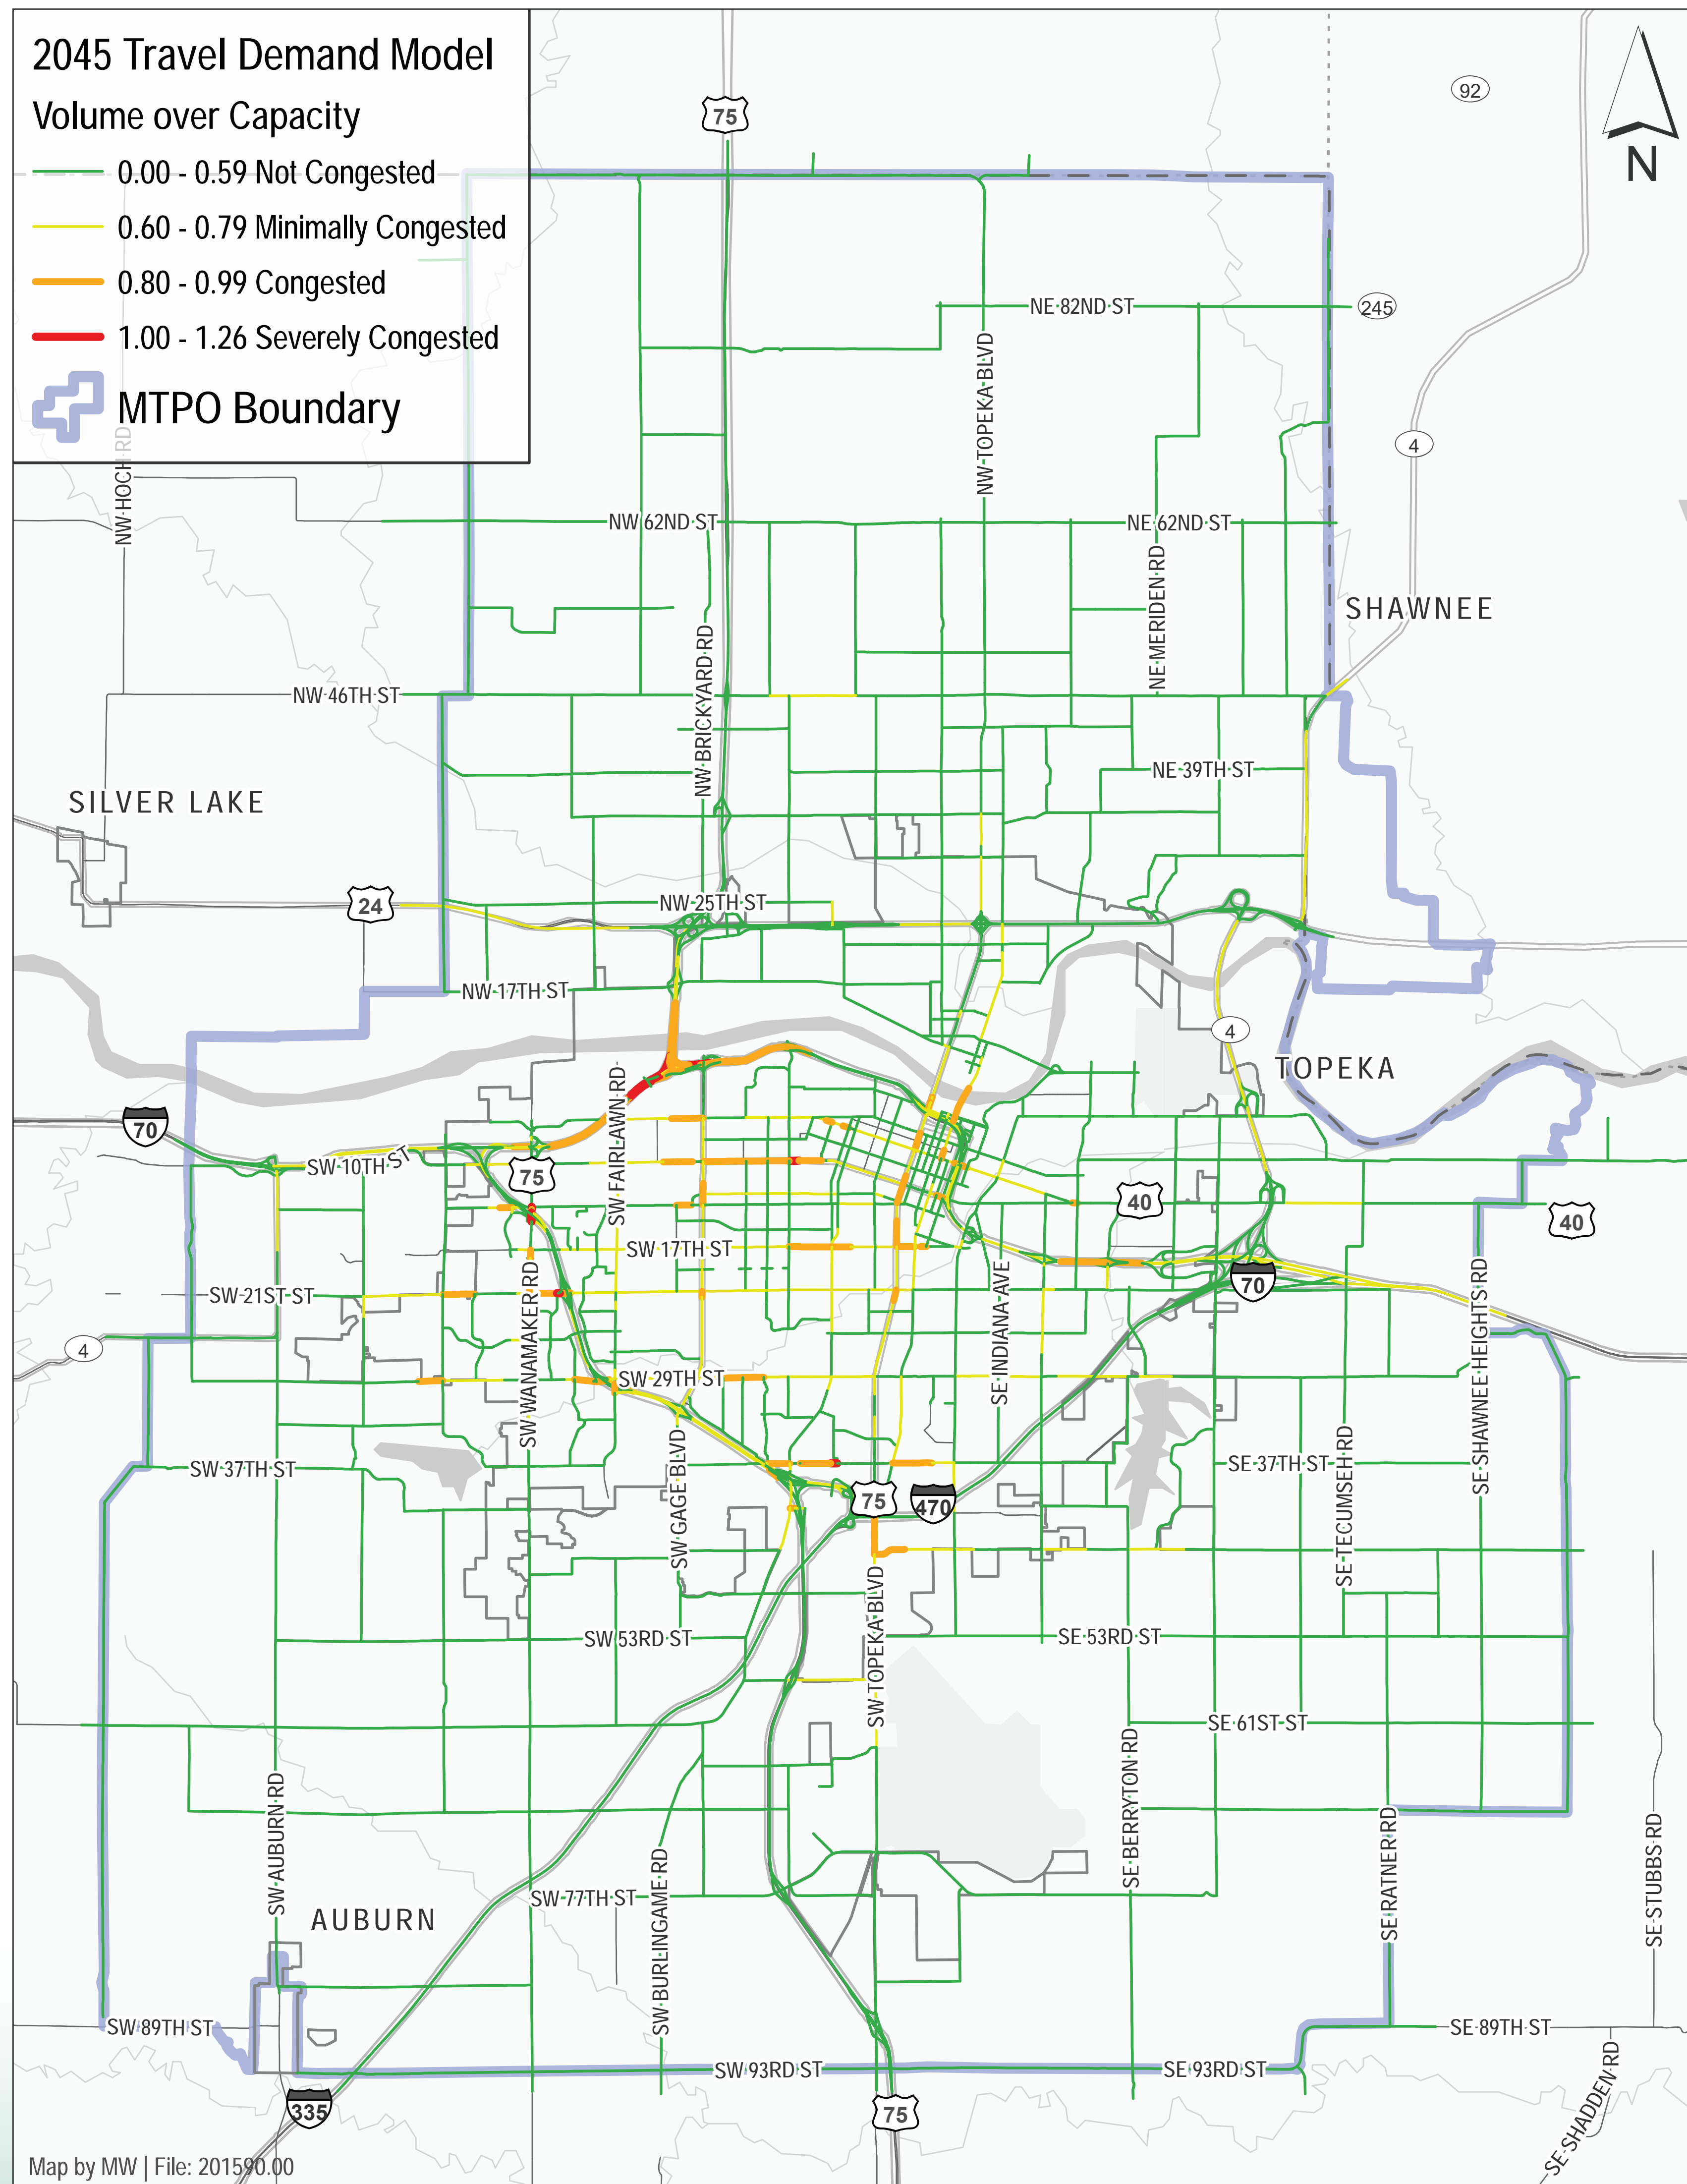 2045 Travel Demand Model
Volume over Capacity
0.00 - 0.59 Not Congested
0.60 - 0.79 Minimally Congested
0.80 - 0.99 Congested
1.00 - 1.26 Severely Congested
MTPO Boundary
N
92
75
245
NE 82ND ST
NW TOPEKA BLVD
4
NW HOCH RD
NW 62ND ST
NE 62ND ST
NE MERIDEN RD
SHAWNEE
NW BRICKYARD RD
NW 46TH ST
NE 39TH ST
SILVER LAKE
24
NW 25TH ST
NW 17TH ST
4
TOPEKA
SW FAIRLAWN RD
70
SW 10TH ST
75
40
40
SW 17TH ST
70
SW 21ST ST
SW WANAMAKER RD
SE INDIANA AVE
SE SHAWNEE HEIGHTS RD
4
SW 29TH ST
SW 37TH ST
SW GAGE BLVD
SE 37TH ST
SE TECUMSEH RD
75
470
SW TOPEKA BLVD
SW 53RD ST
SE 53RD ST
SE 61ST ST
SE BERRYTON RD
SW AUBURN RD
SE RATNER RD
SE STUBBS RD
SW BURLINGAME RD
SW 77TH ST
AUBURN
SW 89TH ST
SE 89TH ST
SW 93RD ST
SE 93RD ST
SE SHADDEN RD
335
75
Map by MW | File: 201590.00